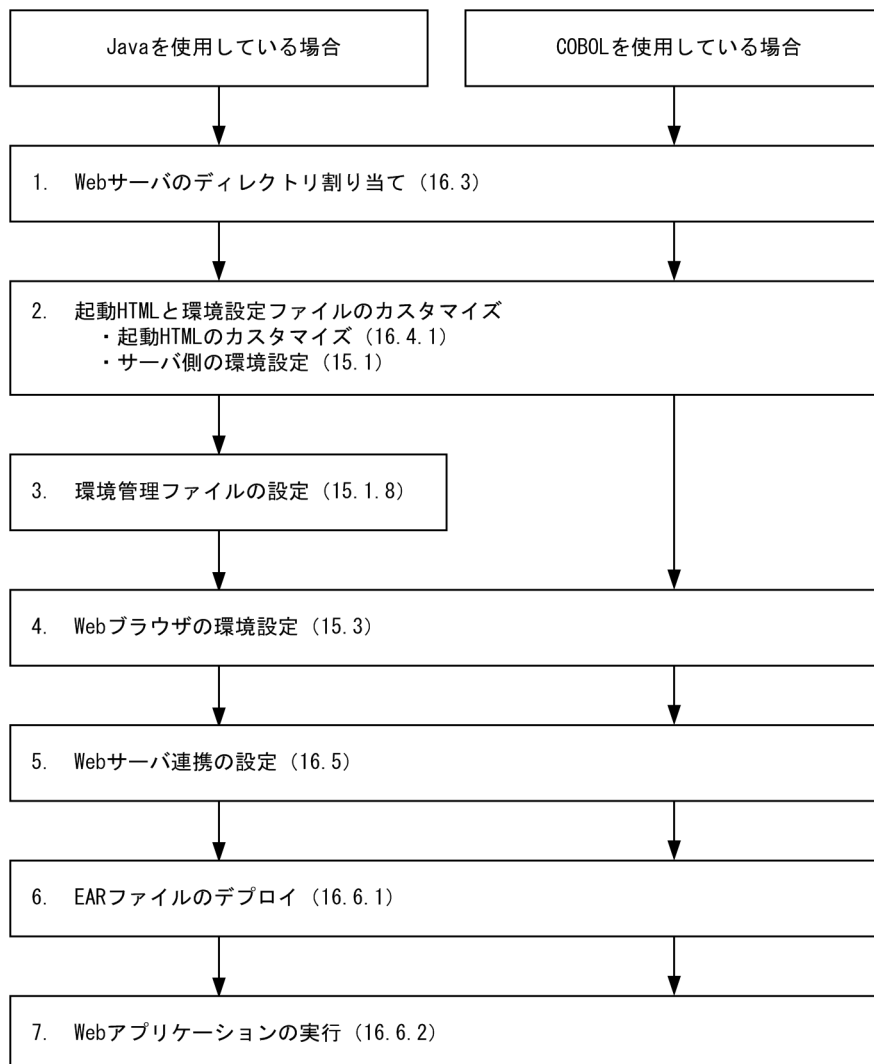 Javaを使用している場合
COBOLを使用している場合
1. Webサーバのディレクトリ割り当て（16.3）
2. 起動HTMLと環境設定ファイルのカスタマイズ
・起動HTMLのカスタマイズ（16.4.1）
・サーバ側の環境設定（15.1）
3. 環境管理ファイルの設定（15.1.8）
4. Webブラウザの環境設定（15.3）
5. Webサーバ連携の設定（16.5）
6. EARファイルのデプロイ（16.6.1）
7. Webアプリケーションの実行（16.6.2）